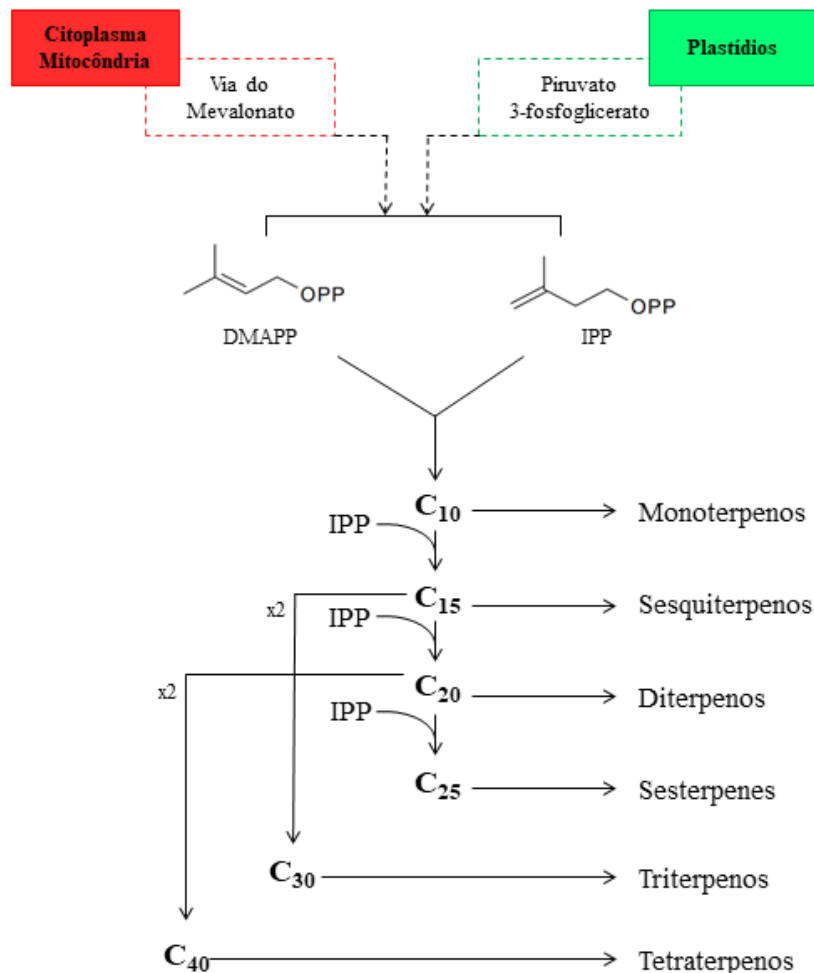 Citoplasma
Mitocôndria
Plastídios
Via do
Mevalonato
Piruvato
3-fosfoglicerato
OPP
OPP
DMAPP
IPP
C10
Monoterpenos
IPP
C15
Sesquiterpenos
x2
IPP
C20
Diterpenos
x2
IPP
C25
Sesterpenes
C30
Triterpenos
C40
Tetraterpenos